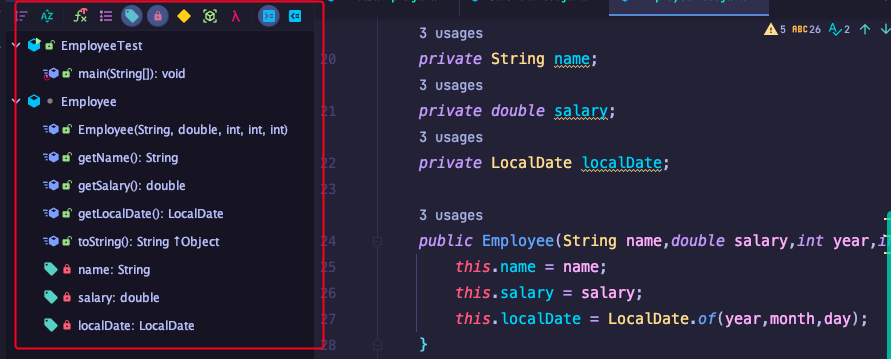 EmployeeTest
main(String[]): void
Employee
Employee(String, double, int, int, int)
getName(): String
getSalary(): double
getLocalDate(): LocalDate
toString(): String ↑Object
name: String
salary: double
localDate: LocalDate
5 ABC 26 2
3 usages
20 private String name;
3 usages
21 private double salary;
3 usages
22 private LocalDate localDate;
23
3 usages
24 public Employee(String name,double salary,int year,i
25 this.name = name;
26 this.salary = salary;
27 this.localDate = LocalDate.of(year,month,day);
28 }